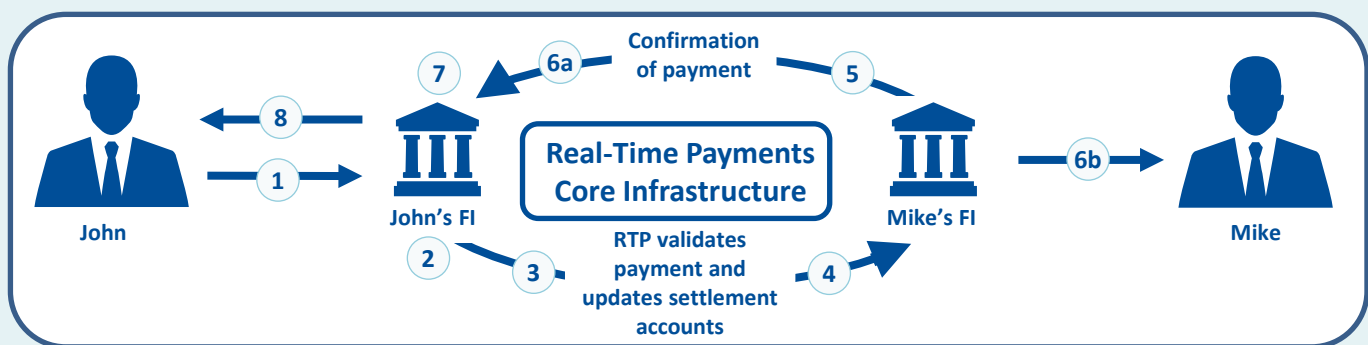 Confirmation
of payment
6a
5
7
8
1
Real-Time Payments
Core Infrastructure
6b
John
John's FI
Mike's FI
Mike
2
3
RTP validates
payment and
updates settlement
accounts
4